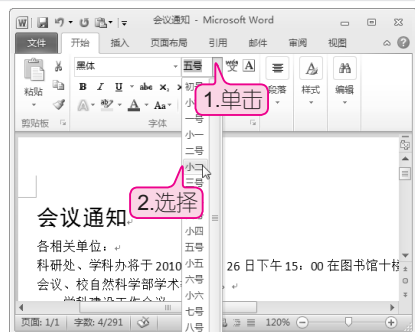 会议通知 - Microsoft Word
文件 开始 插入 页面布局 引用 邮件 审阅 视图
黑体 五号
粘贴 B I U abc 段落 样式 编辑
剪贴板 字体
初号
1.单击
一号
小一
二号
小二
三号
2.选择
小四
五号
小五
六号
小六
七号
八号
会议通知
各相关单位：
科研处、学科办将于2010 26日下午15：00在图书馆十楼
会议、校自然科学部学术
页面: 1/1 字数: 4/291 120%